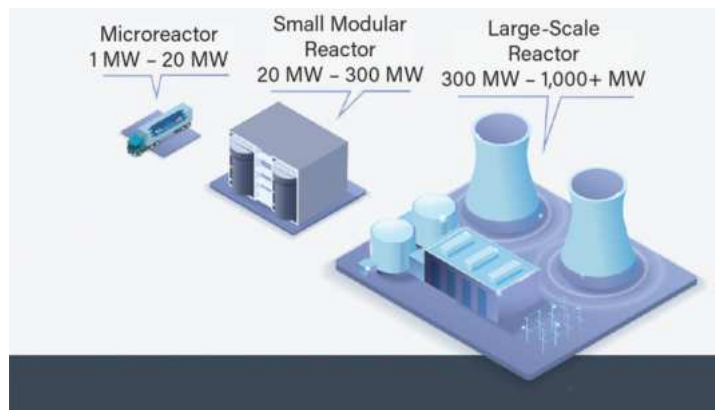 Microreactor
1 MW – 20 MW
Small Modular
Reactor
20 MW – 300 MW
Large-Scale
Reactor
300 MW – 1,000+ MW